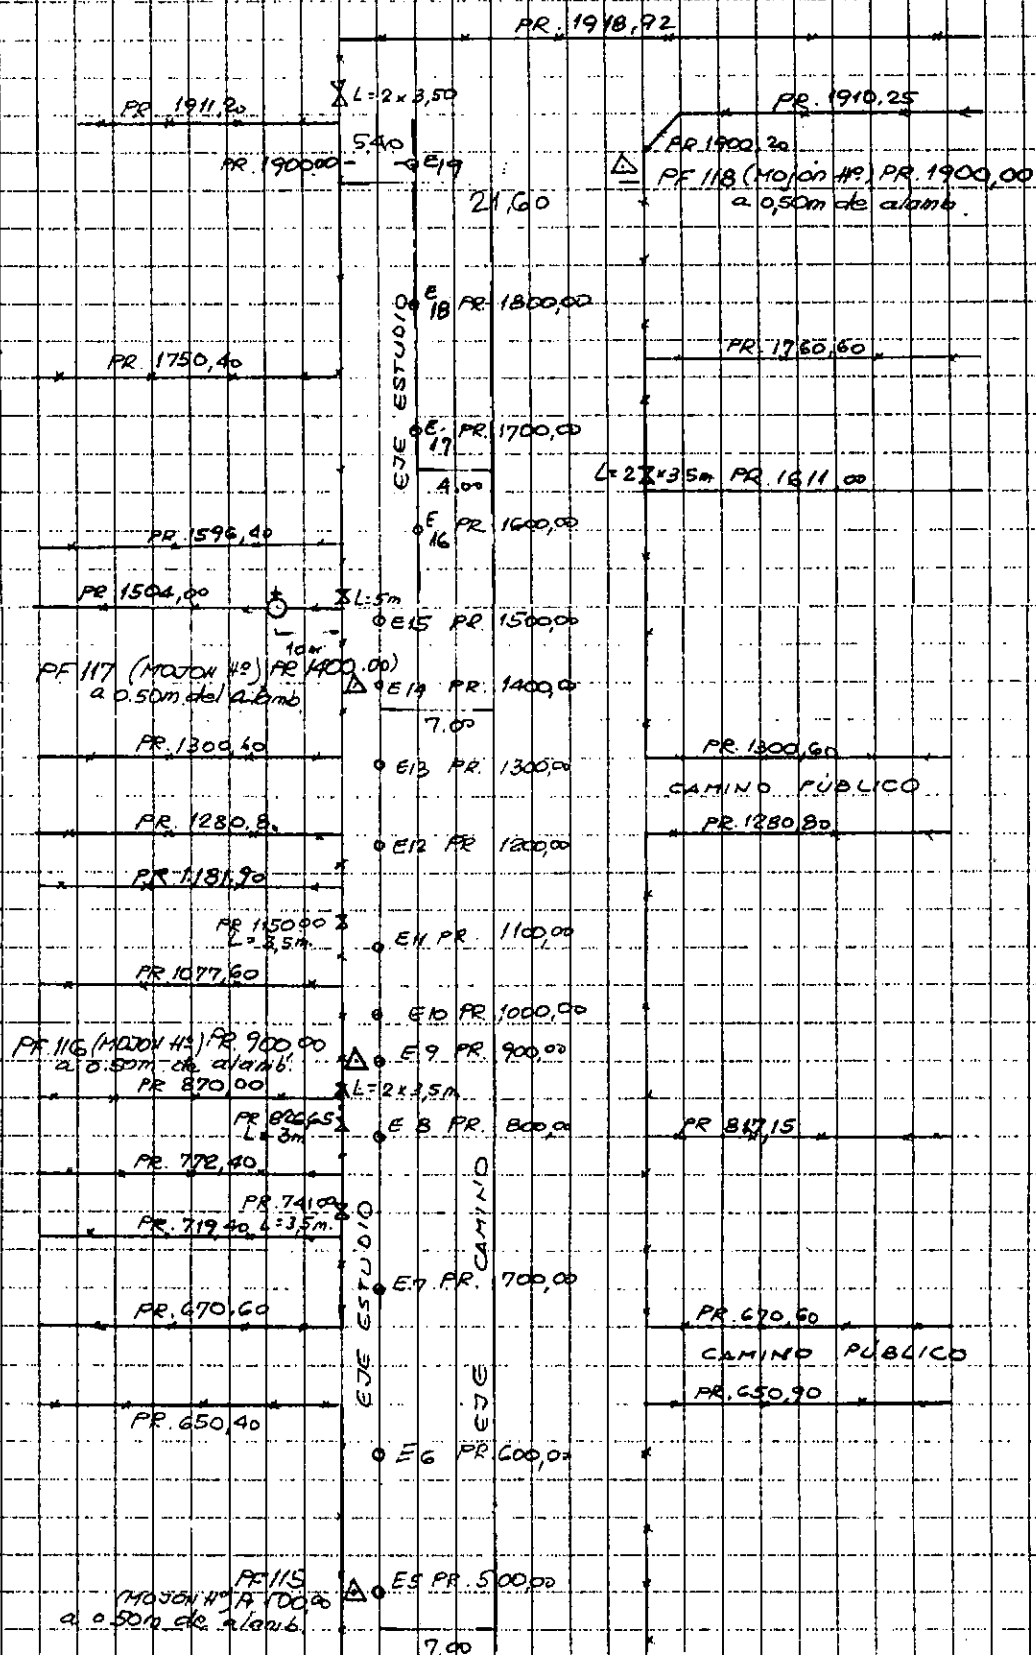 PR. 1918,92
L=2x3,50
PR 1911,20
PR. 1910,25
5,40
PR. 1900,00
E19
PR 1900,20
PF 118 (Mojón Hº) PR. 1900,00
a 0,50m de alamb.
21,60
E18 PR 1800,00
EJE ESTUDIO
PR. 1750,40
PR. 1760,60
E17 PR. 1700,00
4.00
L=2x3.5m PR. 1611.00
E16 PR 1600,00
PR. 1596,40
PR 1504,00
L=5m
E15 PR. 1500,00
10m
PF 117 (MOJON Hº) PR 1400.00)
a 0.50m del alamb
E14 PR. 1400,00
7.00
PR. 1300,60
PR. 1300,60
E13 PR. 1300,00
CAMINO PÚBLICO
PR. 1280,8
PR. 1280,80
E12 PR 1200,00
PR 1181,90
PR 1150.00
L=3,5m.
E11 PR. 1100,00
PR 1077,60
E10 PR. 1000,00
PF 116 (MOJON Hº) PR. 900.00
a 0.50m de alamb.
E9 PR. 900,00
PR 870.00
L=2x3,5m
PR 826,65
L=3m
E8 PR. 800,00
PR 817,15
PR. 772,40
PR. 741,00
L=3,5m.
PR. 719,40
EJE ESTUDIO
EJE CAMINO
E7 PR. 700,00
PR. 670,60
PR. 670,60
CAMINO PÚBLICO
PR. 650,90
PR. 650,40
E6 PR. 600,00
PF 115
(MOJON Hº)
a 0.50m de alamb.
E5 PR. 500,00
7.00